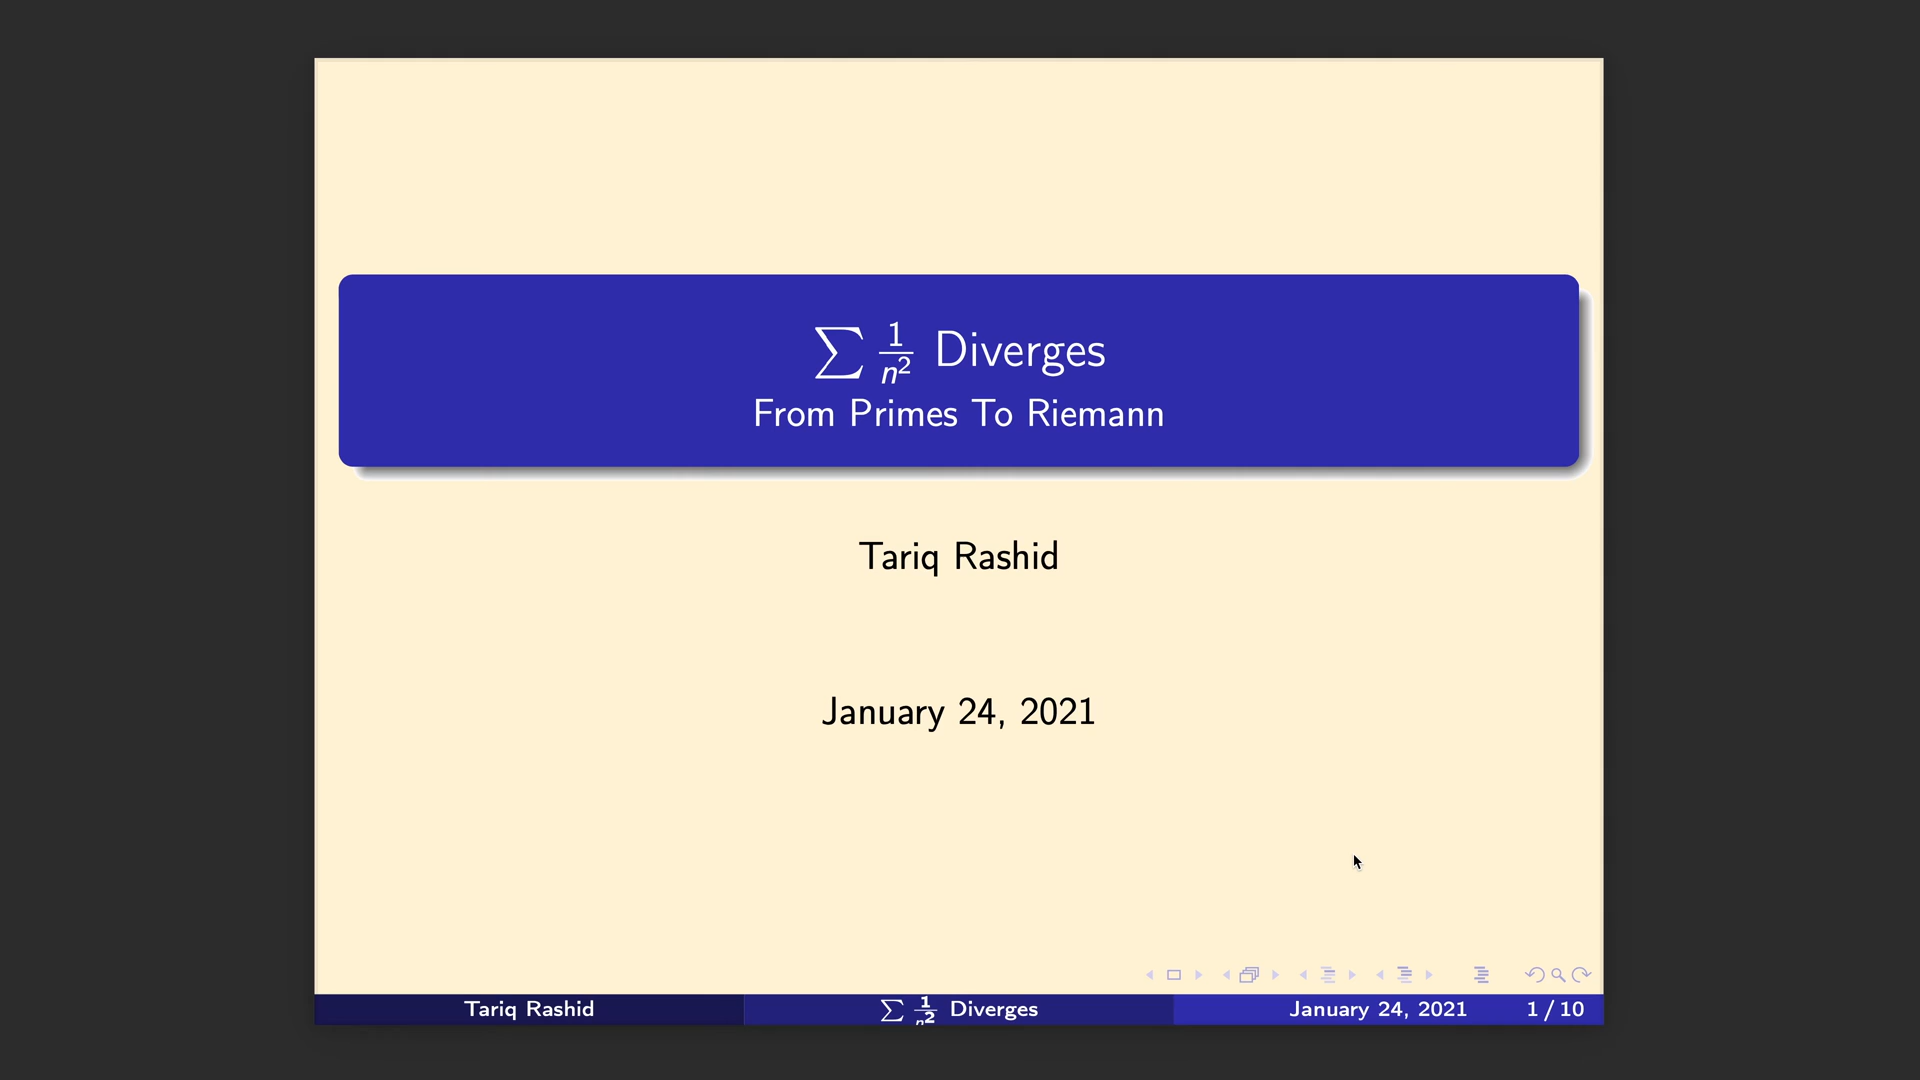 ∑ 1/n² Diverges
From Primes To Riemann
Tariq Rashid
January 24, 2021
Tariq Rashid ∑ 1/n² Diverges January 24, 2021 1 / 10